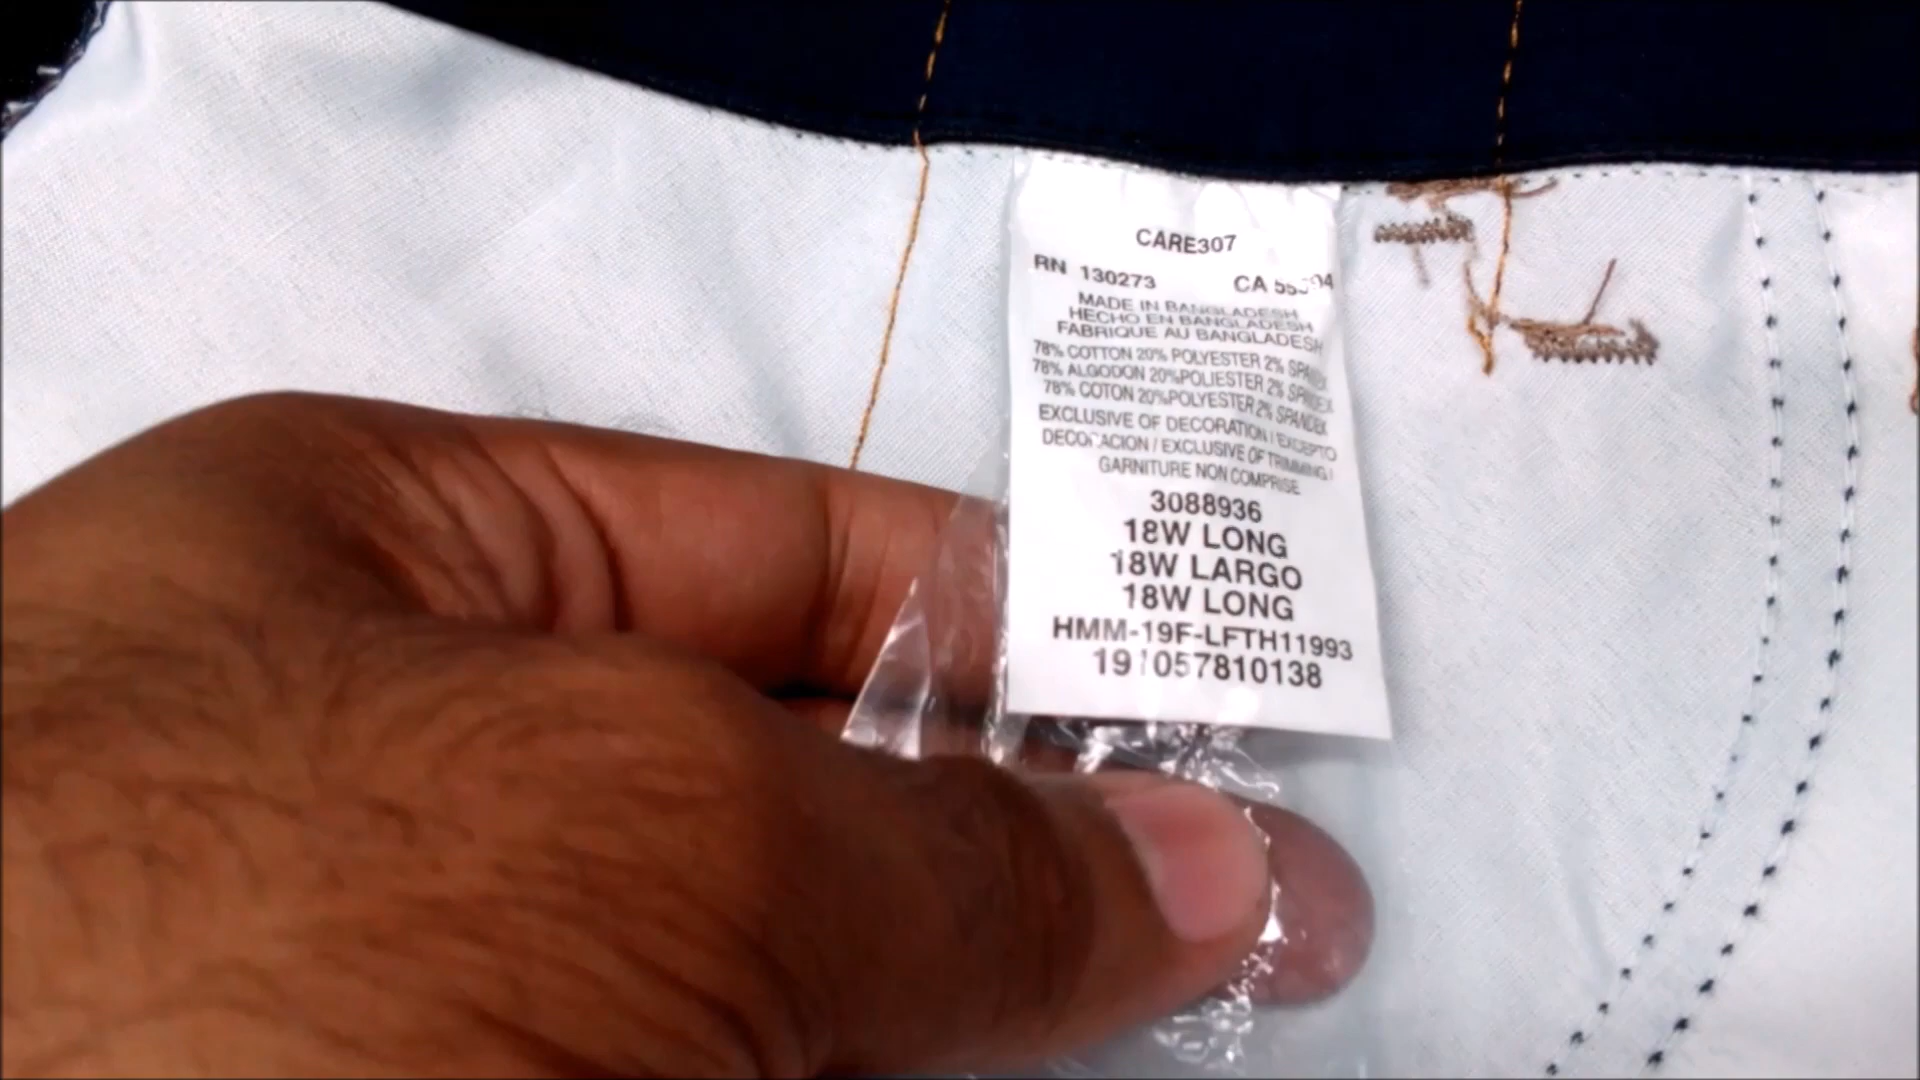 CARE307
RN 130273 CA
MADE IN BANGLADESH
HECHO EN BANGLADESH
FABRIQUE AU BANGLADESH
78% COTTON 20% POLYESTER 2% SPANDEX
78% ALGODON 20%POLIESTER 2% SPANDEX
78% COTON 20%POLYESTER 2% SPANDEX
EXCLUSIVE OF DECORATION / EXCEPTO
DECORACION / EXCLUSIVE OF TRIMMING /
GARNITURE NON COMPRISE
3088936
18W LONG
18W LARGO
18W LONG
HMM-19F-LFTH11993
191057810138